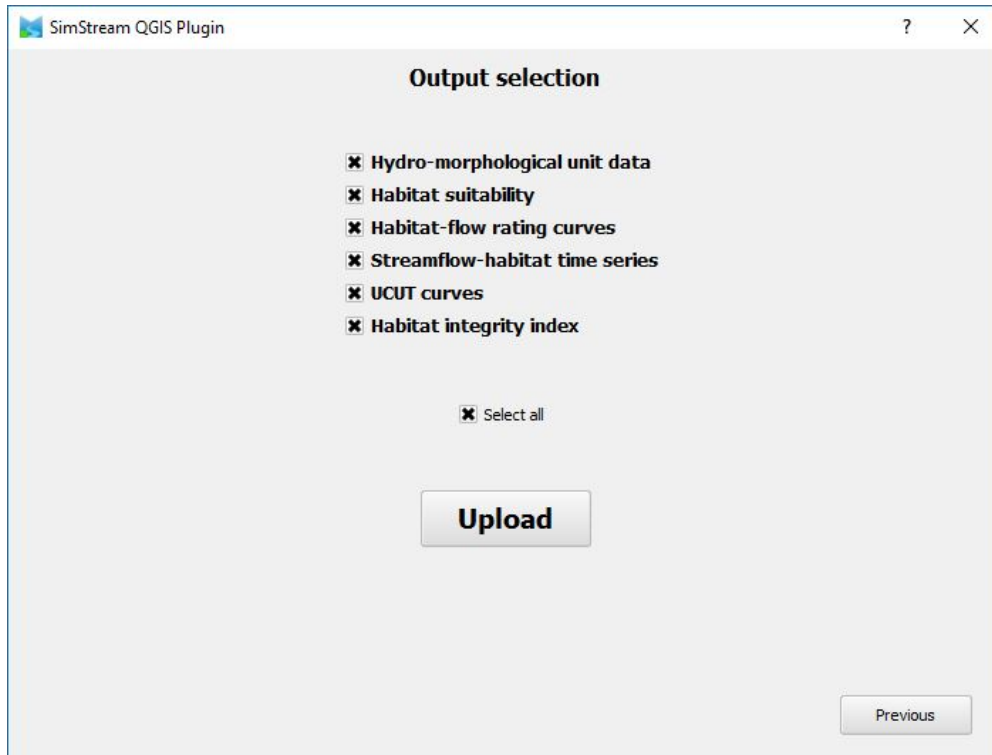 SimStream QGIS Plugin
Output selection
Hydro-morphological unit data
Habitat suitability
Habitat-flow rating curves
Streamflow-habitat time series
UCUT curves
Habitat integrity index
Select all
Upload
Previous